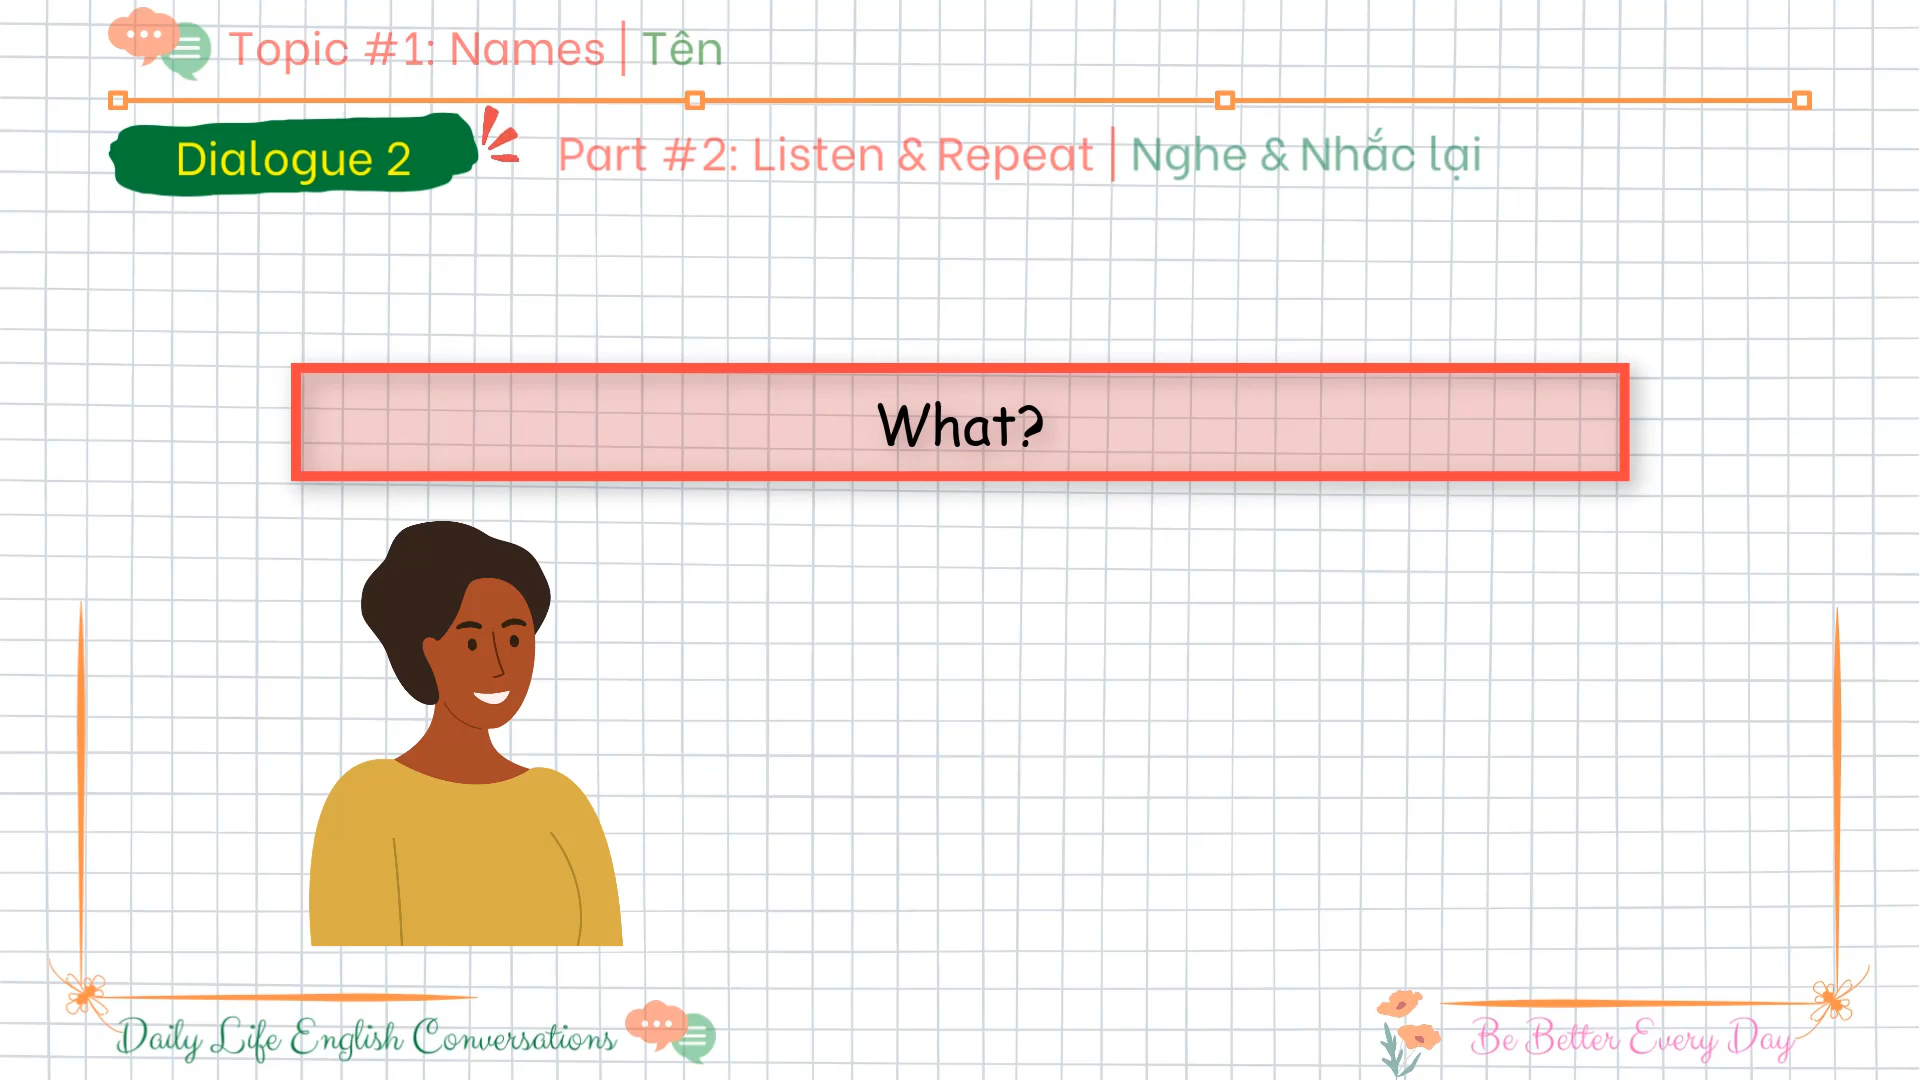 Topic #1: Names | Tên
Dialogue 2
Part #2: Listen & Repeat | Nghe & Nhắc lại
What?
Daily Life English Conversations
Be Better Every Day